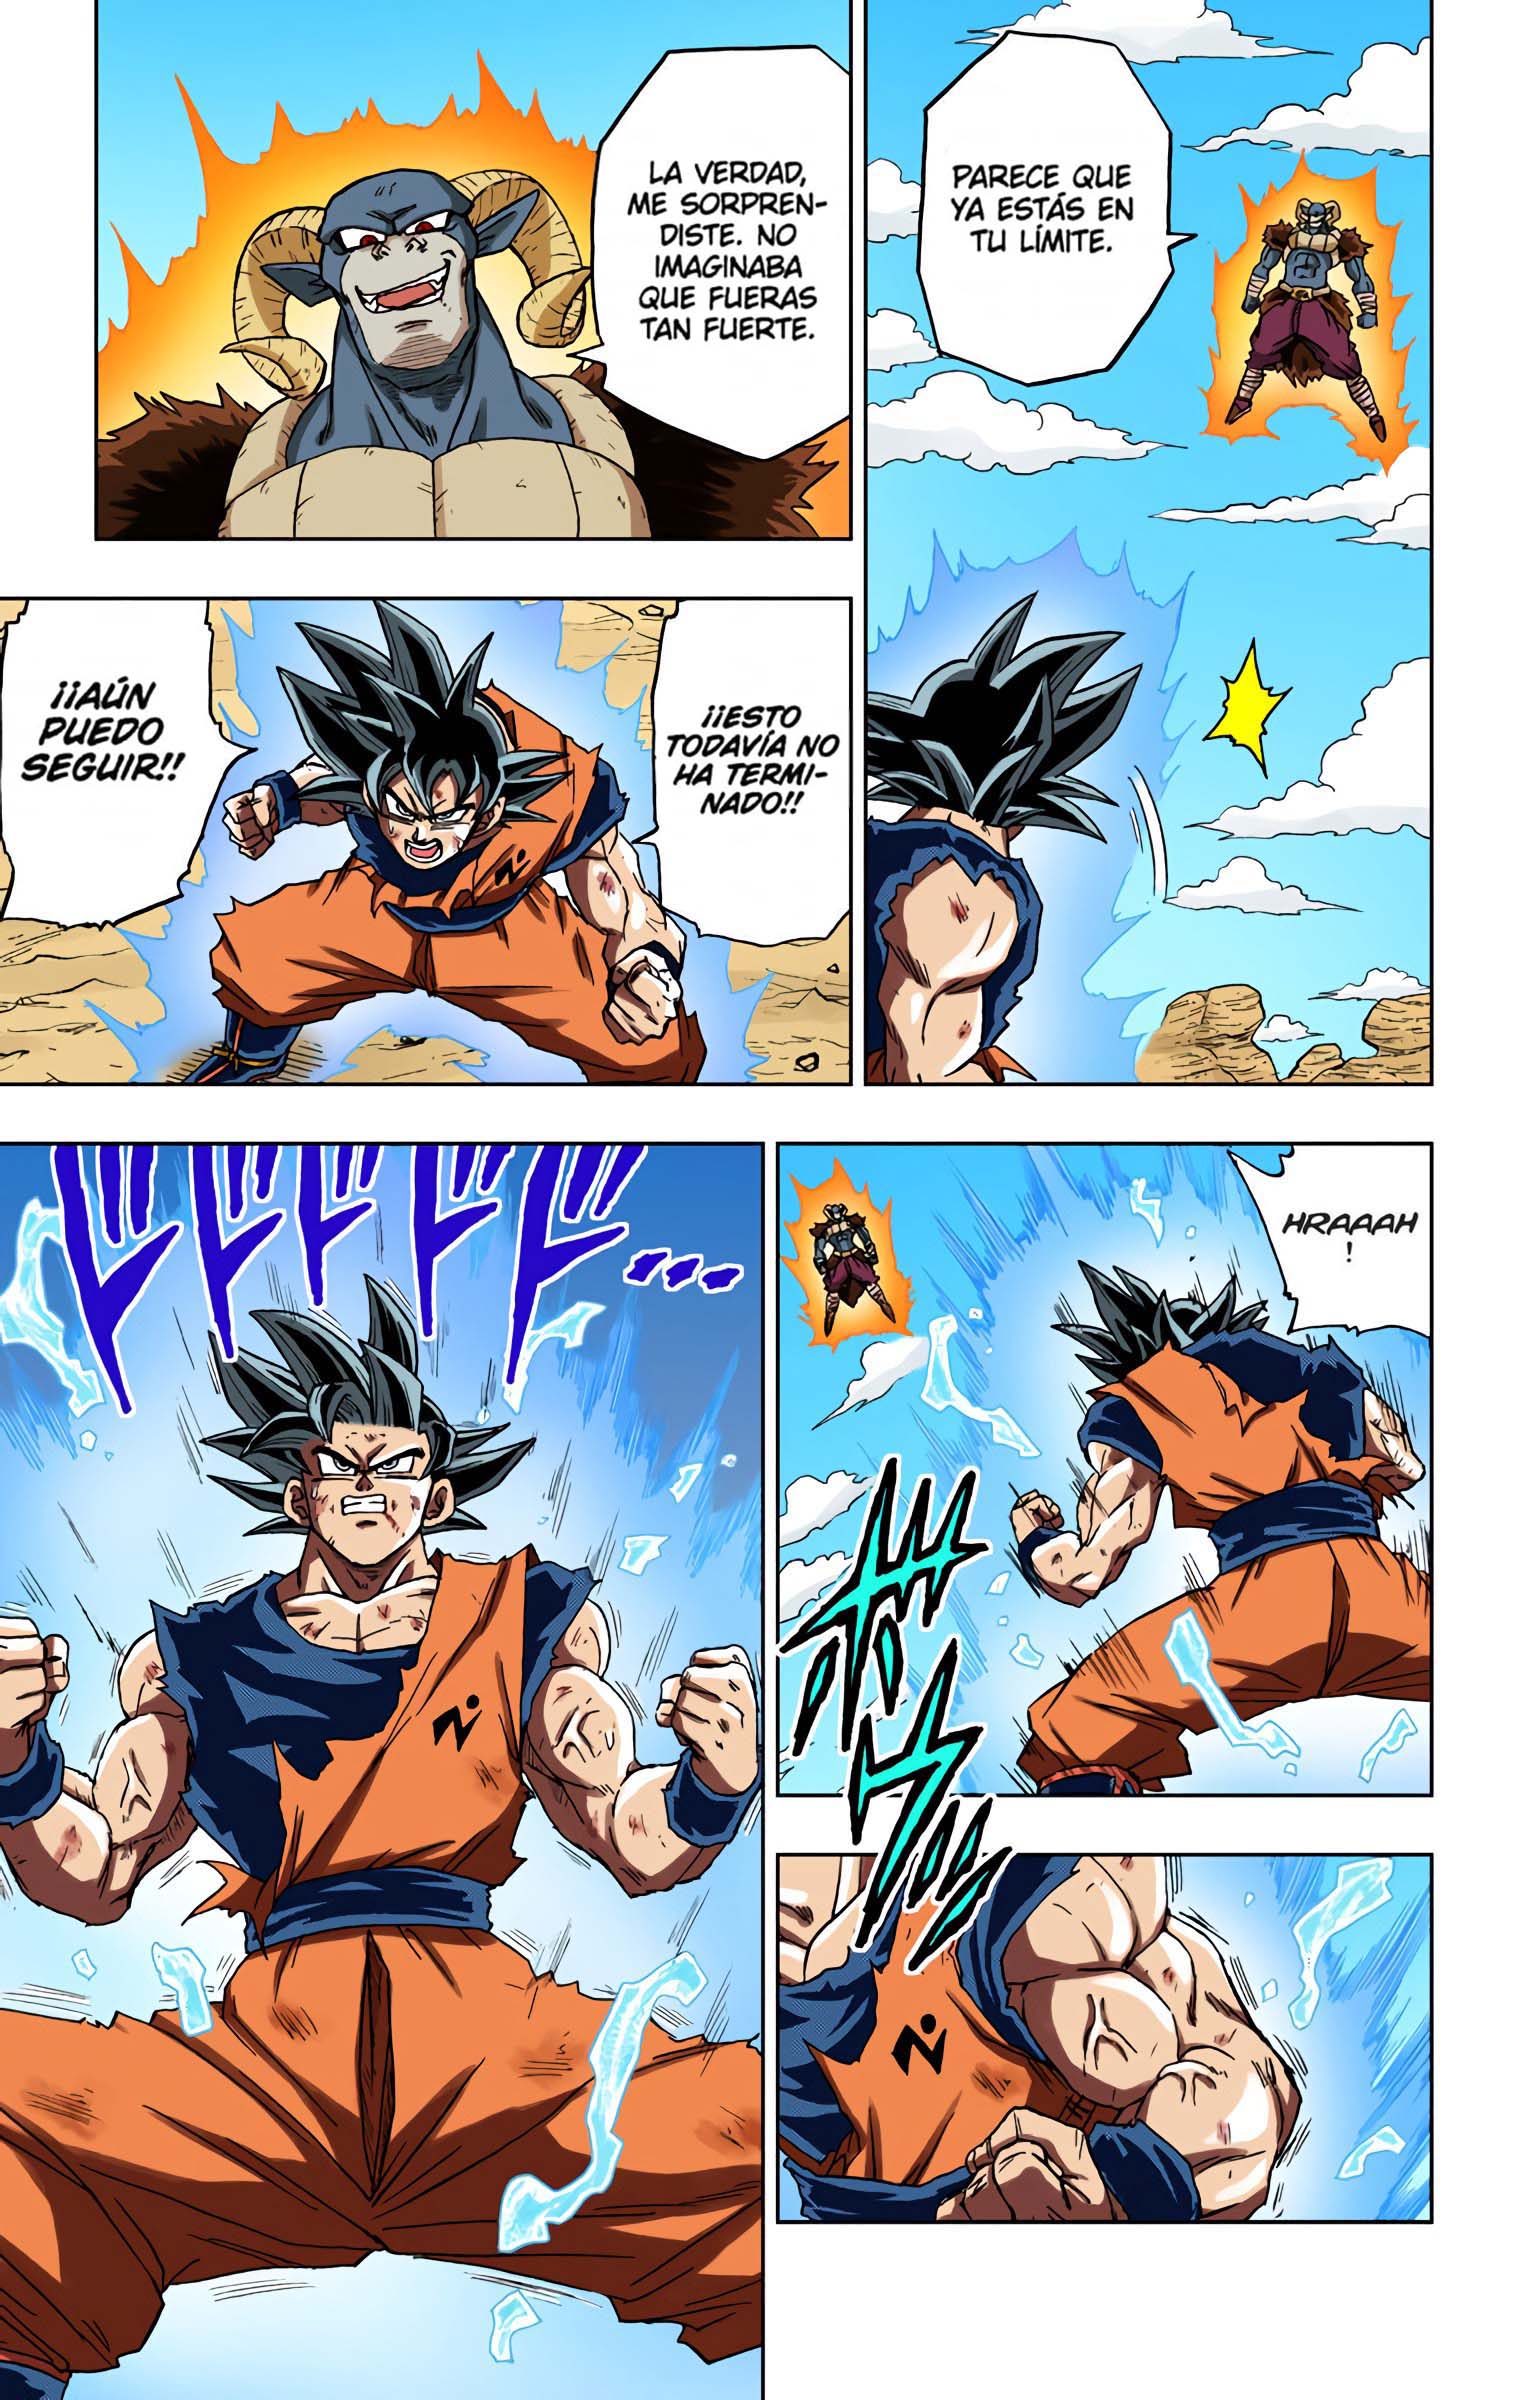 PARECE QUE
YA ESTÁS EN
TU LÍMITE.
LA VERDAD,
ME SORPREN-
DISTE. NO
IMAGINABA
QUE FUERAS
TAN FUERTE.
¡¡ESTO
TODAVÍA NO
HA TERMI-
NADO!!
¡¡AÚN
PUEDO
SEGUIR!!
HRAAAH
!